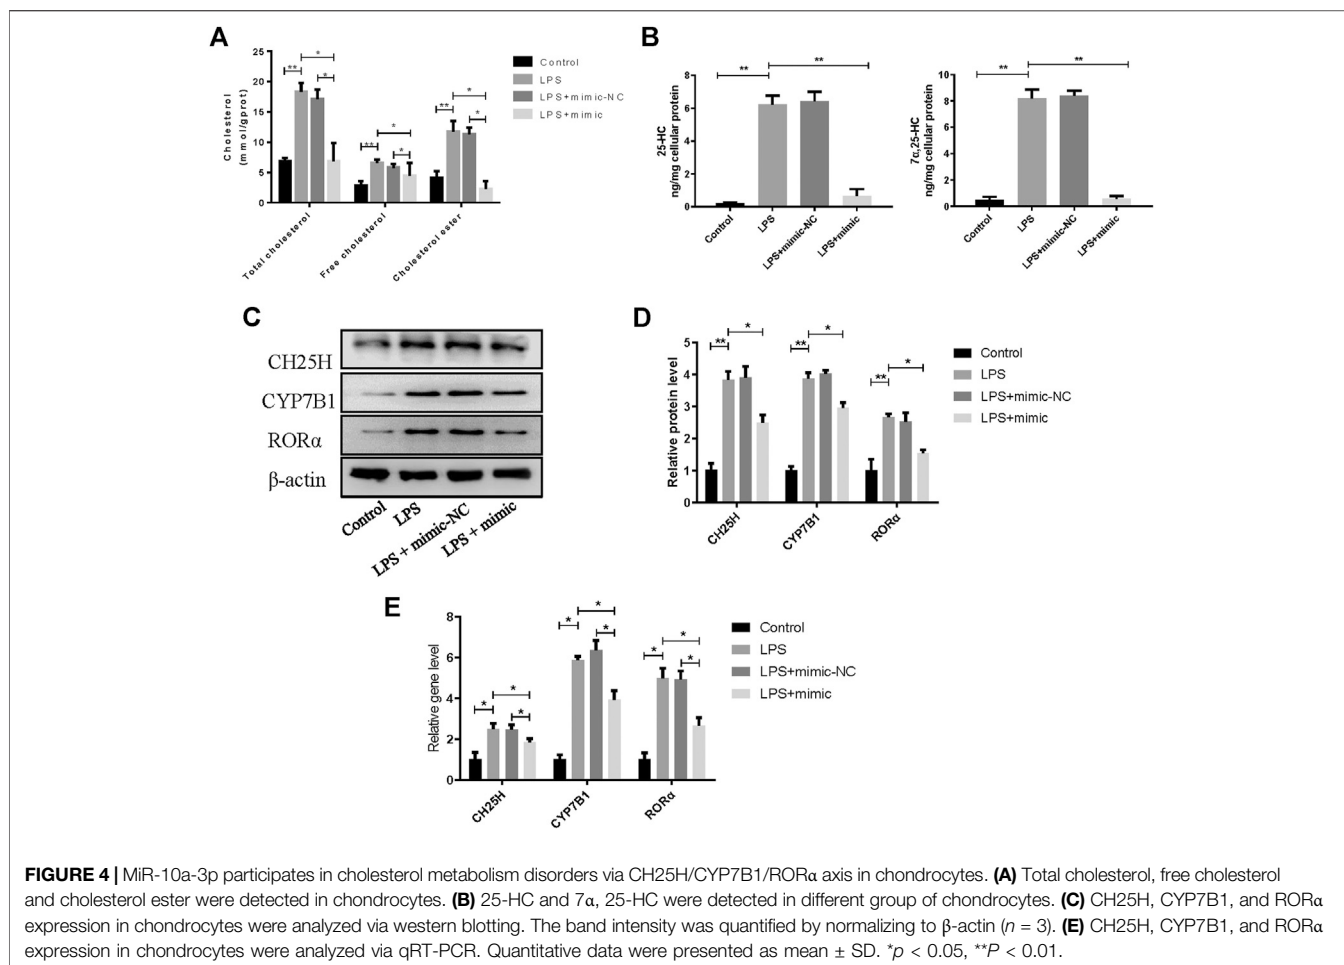 A
B
25
20
15
10
5
0
Cholesterol
(mmol/gprot)
** * *
** * *
** * *
Total cholesterol
Free cholesterol
Cholesterol ester
Control
LPS
LPS+mimic-NC
LPS+mimic
8
6
4
2
0
25-HC
ng/mg cellular protein
** **
Control
LPS
LPS+mimic-NC
LPS+mimic
10
8
6
4
2
0
7α,25-HC
ng/mg cellular protein
** **
Control
LPS
LPS+mimic-NC
LPS+mimic
C
CH25H
CYP7B1
RORα
β-actin
Control
LPS
LPS + mimic-NC
LPS + mimic
D
5
4
3
2
1
0
Relative protein level
** *
** *
** *
CH25H
CYP7B1
RORα
Control
LPS
LPS+mimic-NC
LPS+mimic
E
8
6
4
2
0
Relative gene level
* * *
* * *
* * *
CH25H
CYP7B1
RORα
Control
LPS
LPS+mimic-NC
LPS+mimic
FIGURE 4 | MiR-10a-3p participates in cholesterol metabolism disorders via CH25H/CYP7B1/RORα axis in chondrocytes. (A) Total cholesterol, free cholesterol
and cholesterol ester were detected in chondrocytes. (B) 25-HC and 7α, 25-HC were detected in different group of chondrocytes. (C) CH25H, CYP7B1, and RORα
expression in chondrocytes were analyzed via western blotting. The band intensity was quantified by normalizing to β-actin (n = 3). (E) CH25H, CYP7B1, and RORα
expression in chondrocytes were analyzed via qRT-PCR. Quantitative data were presented as mean ± SD. *p < 0.05, **P < 0.01.